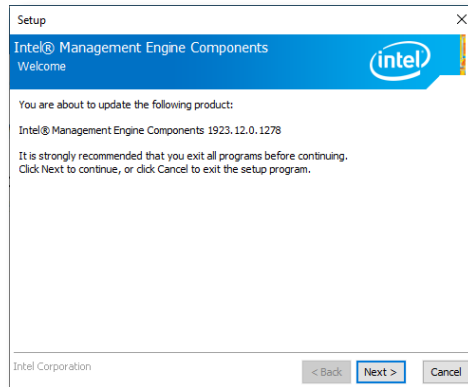 Setup
Intel® Management Engine Components
Welcome
intel
You are about to update the following product:
Intel® Management Engine Components 1923.12.0.1278
It is strongly recommended that you exit all programs before continuing.
Click Next to continue, or click Cancel to exit the setup program.
Intel Corporation
< Back Next > Cancel